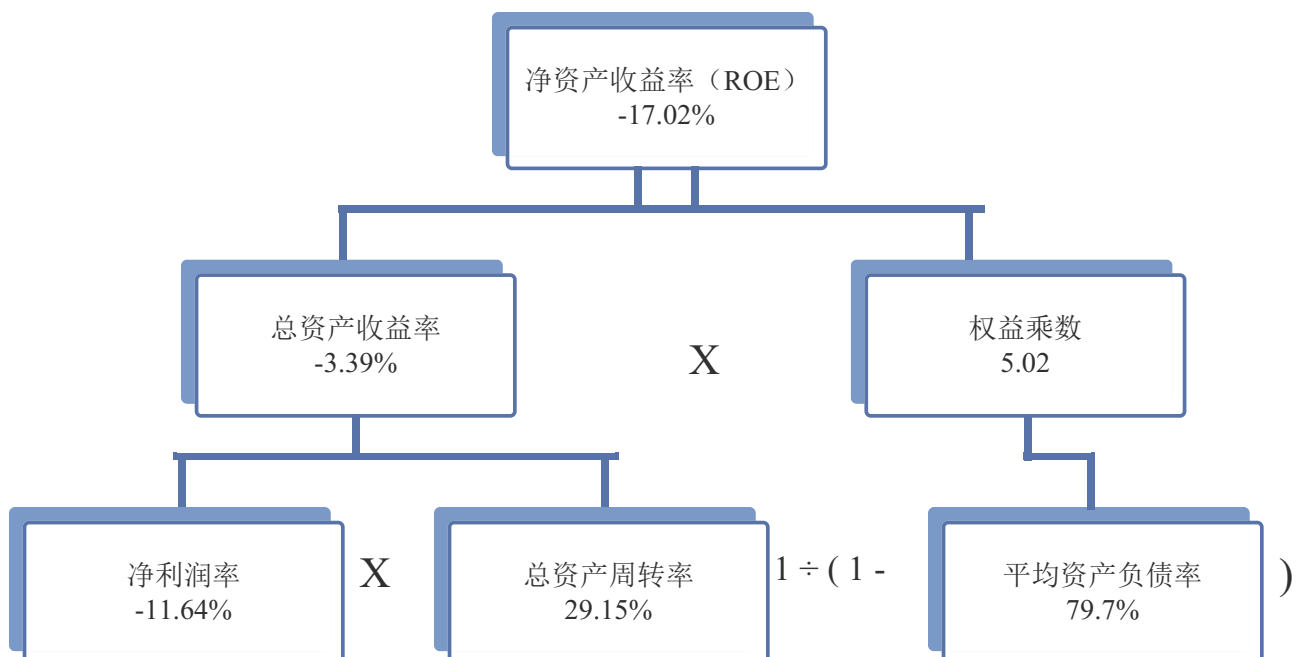 净资产收益率（ROE）
-17.02%
总资产收益率
-3.39%
X
权益乘数
5.02
净利润率
-11.64%
X
总资产周转率
29.15%
1 ÷ ( 1 -
平均资产负债率
79.7%
)